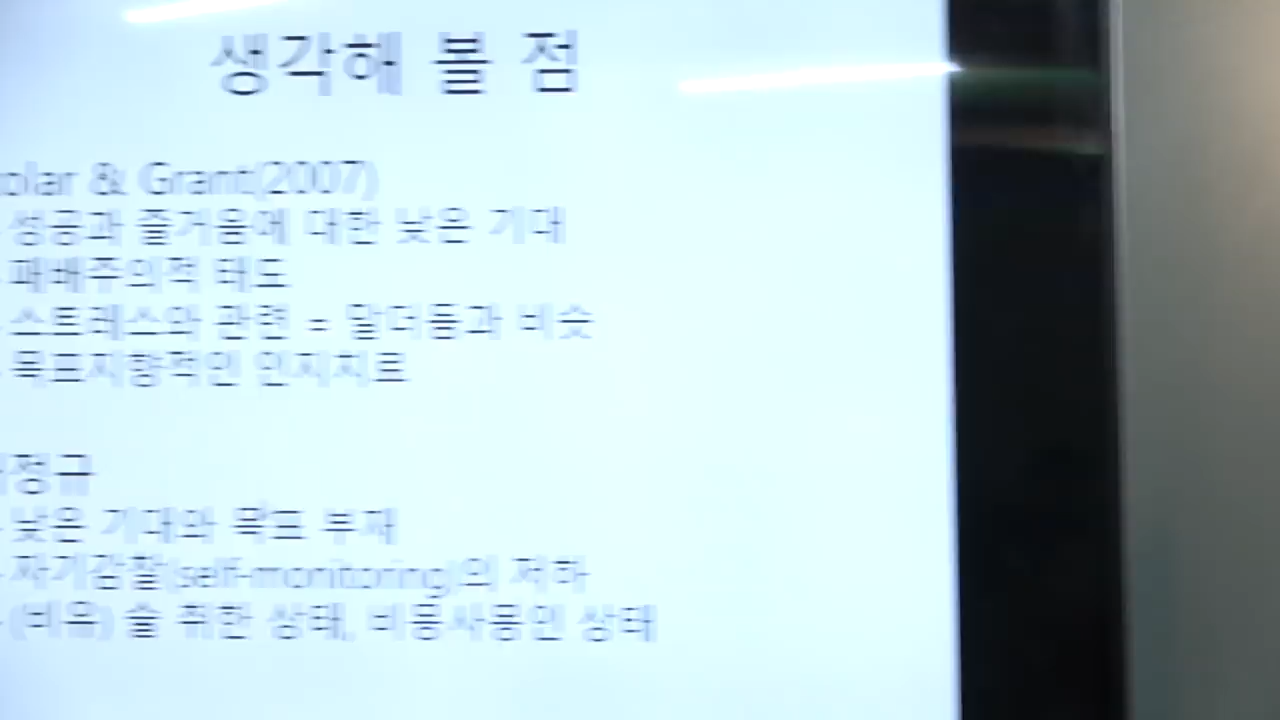 생각해 볼 점
olar & Grant(2007)
성공과 즐거움에 대한 낮은 기대
- 패배주의적 태도
- 스트레스와 관련 = 말더듬과 비슷
- 목표지향적인 인지치료
정규
- 낮은 기대와 목표 부재
- 자기감찰(self-monitoring)의 저하
- (비유) 술 취한 상태, 비몽사몽인 상태